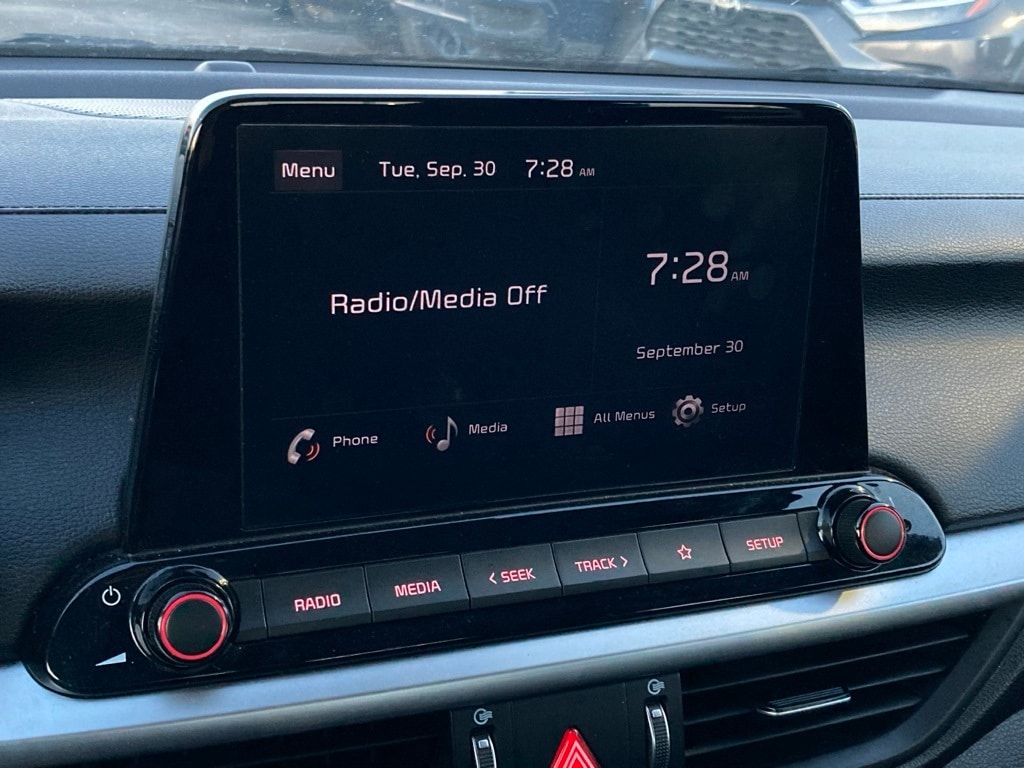 Menu Tue, Sep. 30 7:28 AM
Radio/Media Off
7:28 AM
September 30
Phone Media All Menus Setup
RADIO MEDIA < SEEK TRACK > SETUP